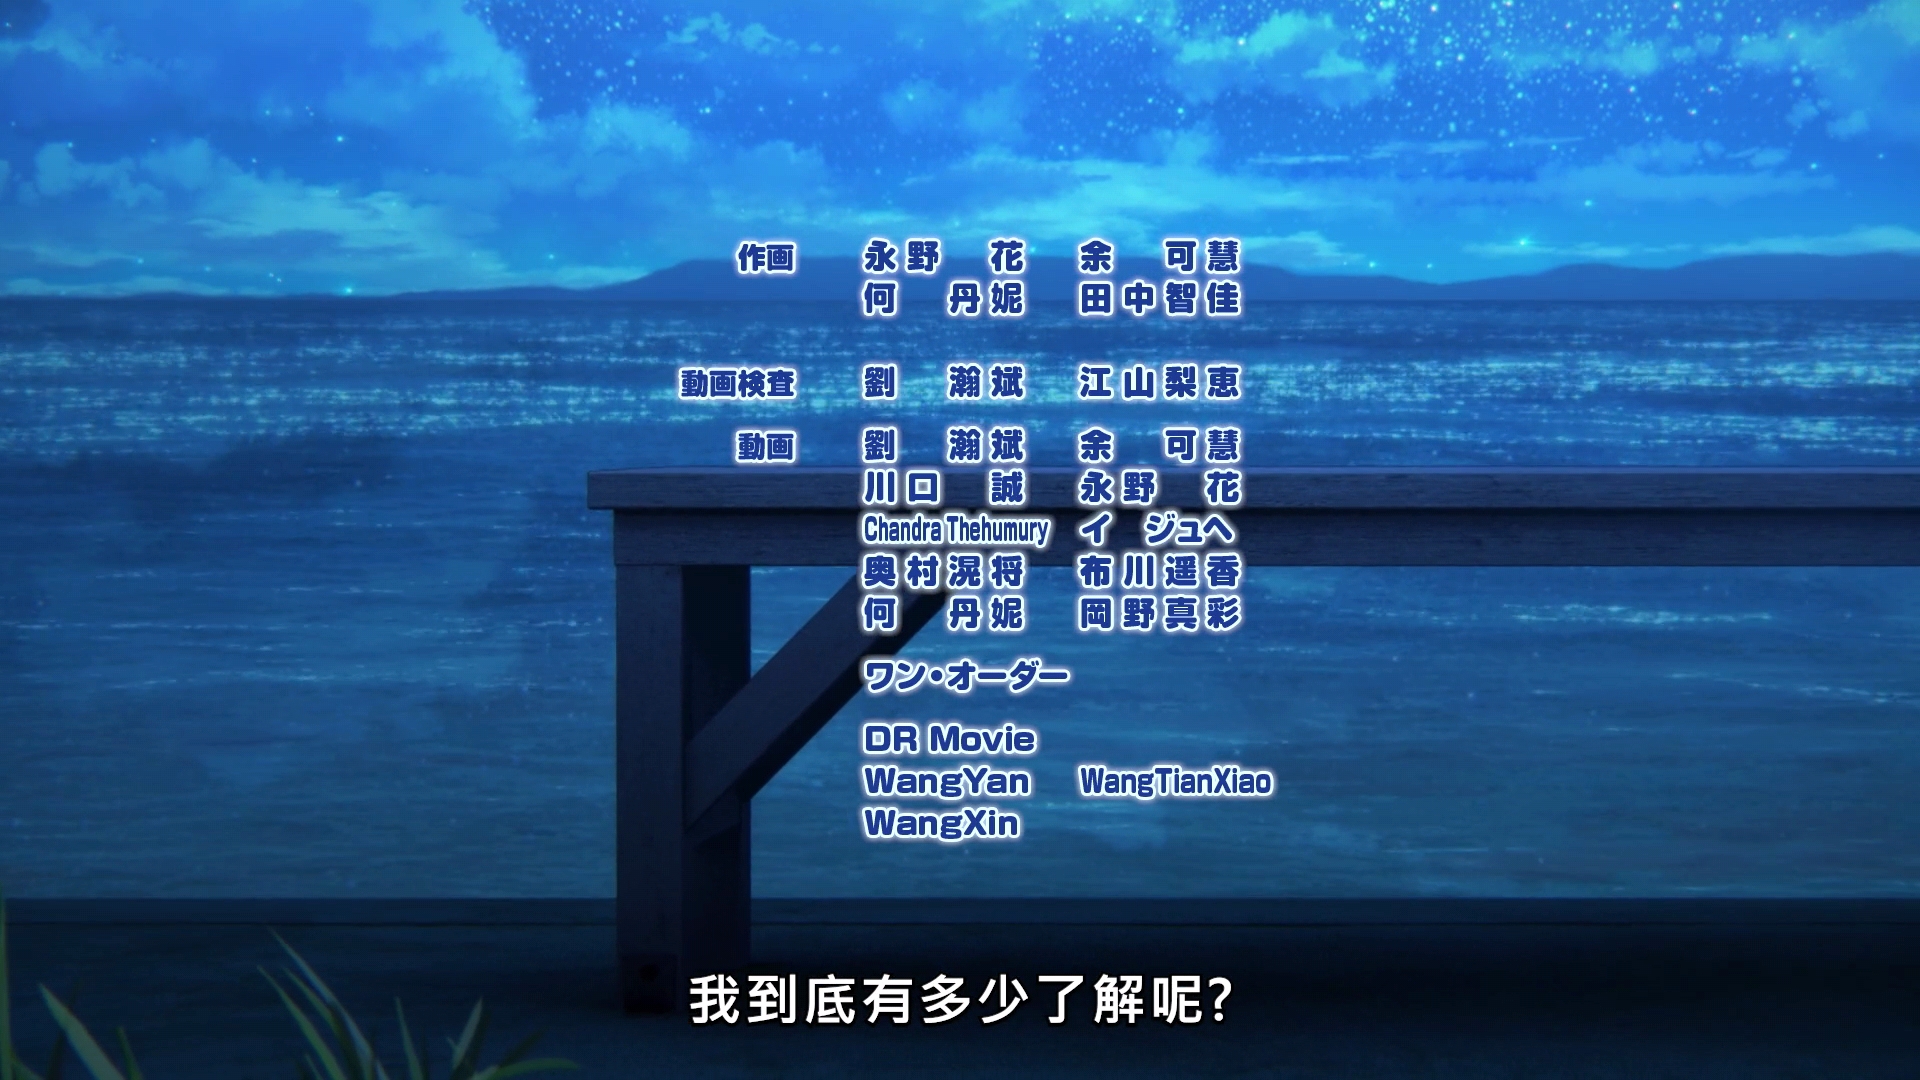 作画 永野 花 余 可慧
何 丹妮 田中智佳
動画検査 劉 瀚斌 江山梨恵
動画 劉 瀚斌 余 可慧
川口 誠 永野 花
Chandra Thehumury イ ジュヘ
奥村滉将 布川遥香
何 丹妮 岡野真彩
ワン・オーダー
DR Movie
WangYan WangTianXiao
WangXin
我到底有多少了解呢?